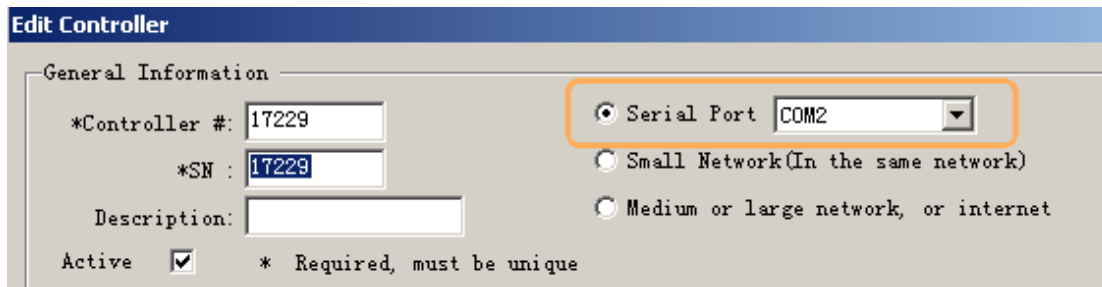 Edit Controller
General Information
*Controller #: 17229
*SN : 17229
Description:
Active
* Required, must be unique
Serial Port COM2
Small Network(In the same network)
Medium or large network, or internet